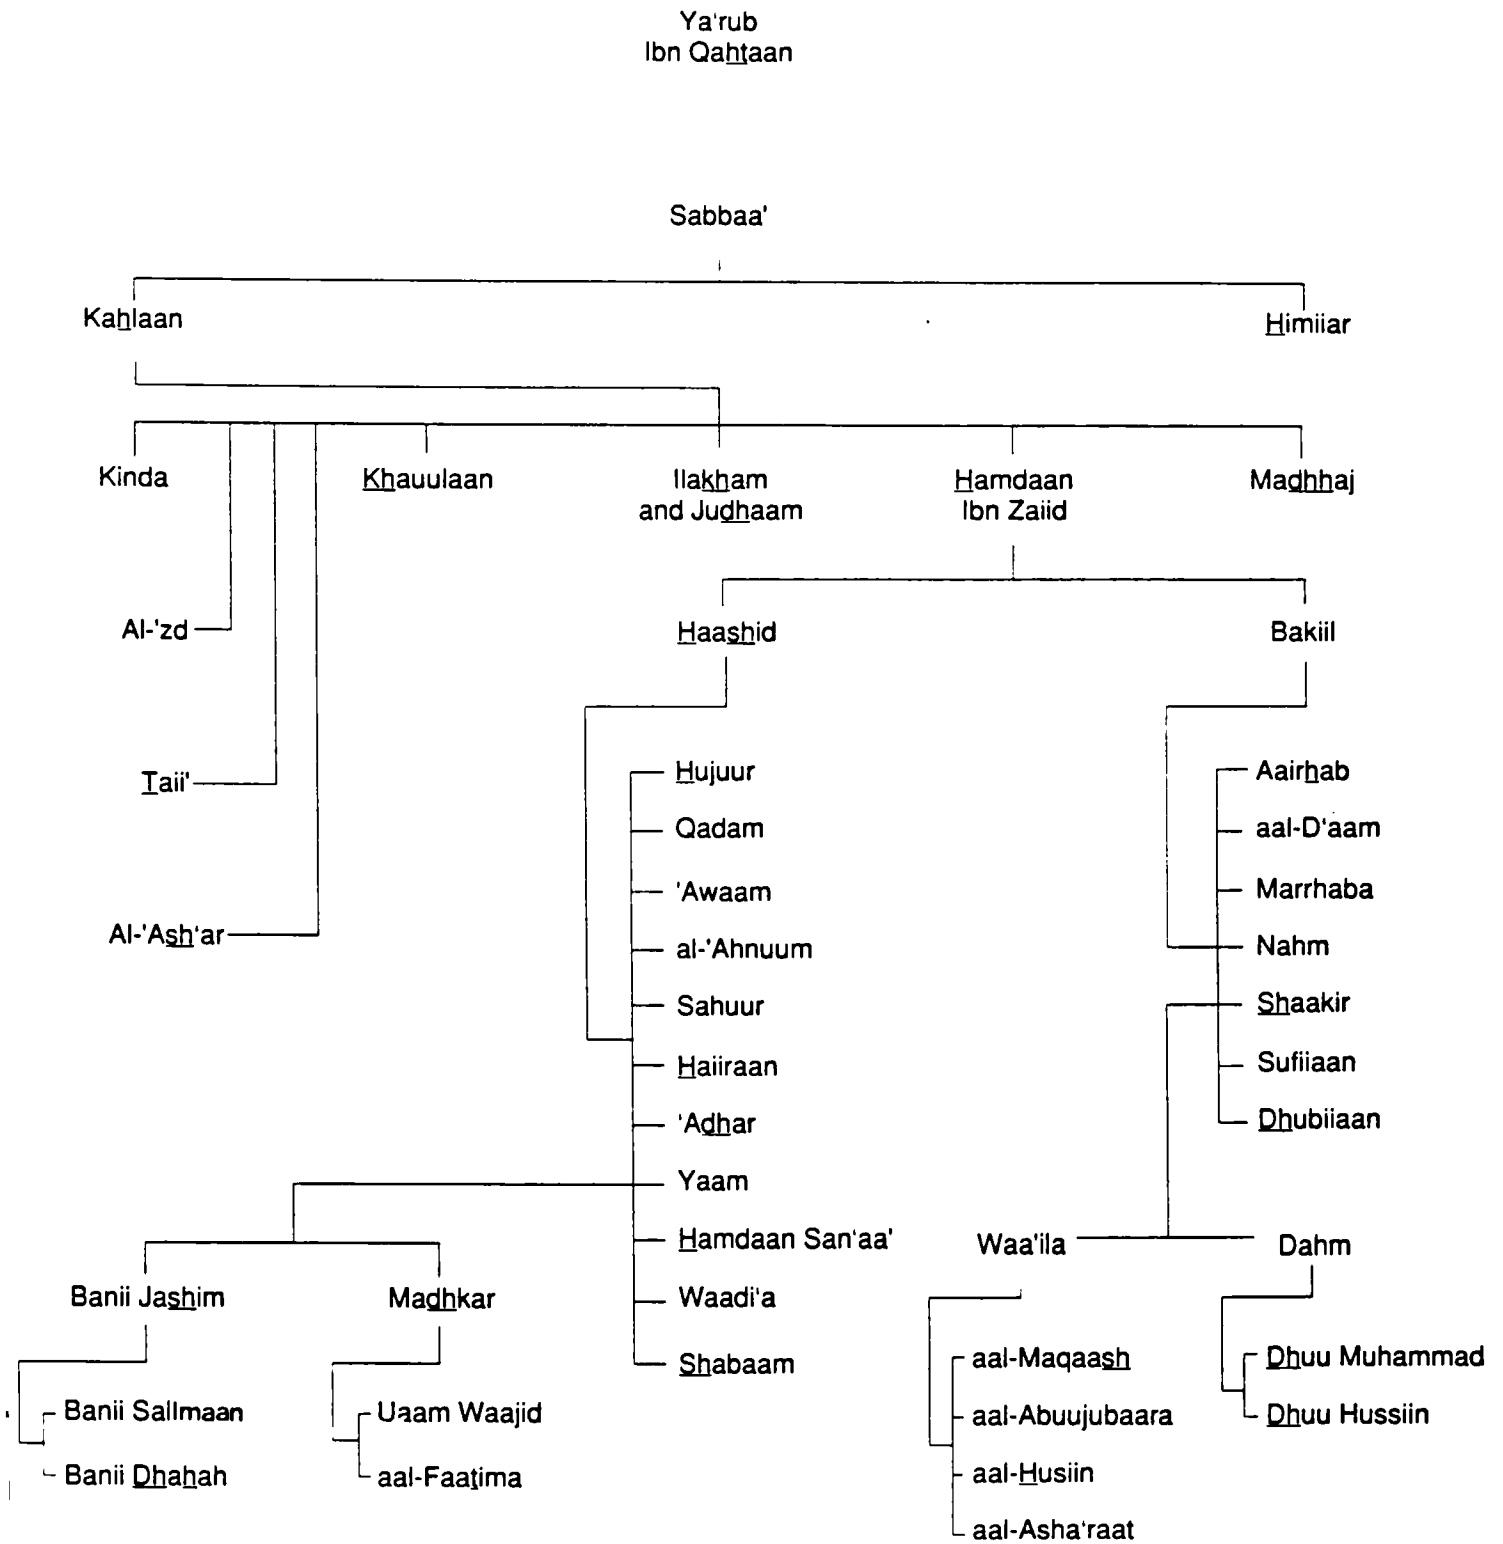 Ya'rub
Ibn Qahtaan
Sabbaa'
Kahlaan
Himiiar
Kinda
Khauulaan
Ilakham
and Judhaam
Hamdaan
Ibn Zaiid
Madhhaj
Al-'zd
Taii'
Al-'Ash'ar
Haashid
Bakiil
Hujuur
Qadam
'Awaam
al-'Ahnuum
Sahuur
Haiiraan
'Adhar
Yaam
Hamdaan San'aa'
Waadi'a
Shabaam
Aairhab
aal-D'aam
Marrhaba
Nahm
Shaakir
Sufiiaan
Dhubiiaan
Banii Jashim
Madhkar
Banii Sallmaan
Banii Dhahah
Uaam Waajid
aal-Faatima
Waa'ila
Dahm
aal-Maqaash
aal-Abuujubaara
aal-Husiin
aal-Asha'raat
Dhuu Muhammad
Dhuu Hussiin